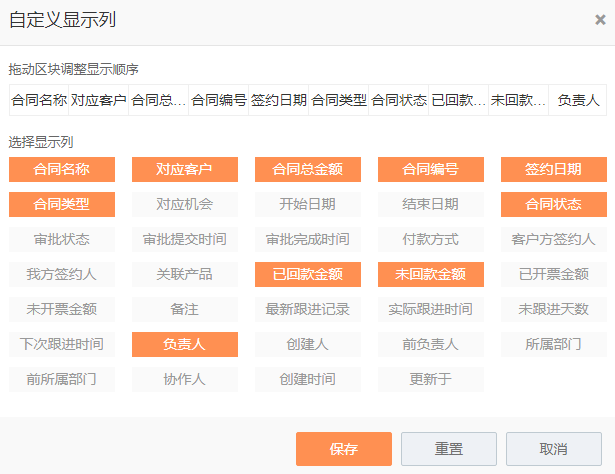 自定义显示列 ×
拖动区块调整显示顺序
合同名称 对应客户 合同总... 合同编号 签约日期 合同类型 合同状态 已回款... 未回款... 负责人
选择显示列
合同名称 对应客户 合同总金额 合同编号 签约日期
合同类型 对应机会 开始日期 结束日期 合同状态
审批状态 审批提交时间 审批完成时间 付款方式 客户方签约人
我方签约人 关联产品 已回款金额 未回款金额 已开票金额
未开票金额 备注 最新跟进记录 实际跟进时间 未跟进天数
下次跟进时间 负责人 创建人 前负责人 所属部门
前所属部门 协作人 创建时间 更新于
保存 重置 取消